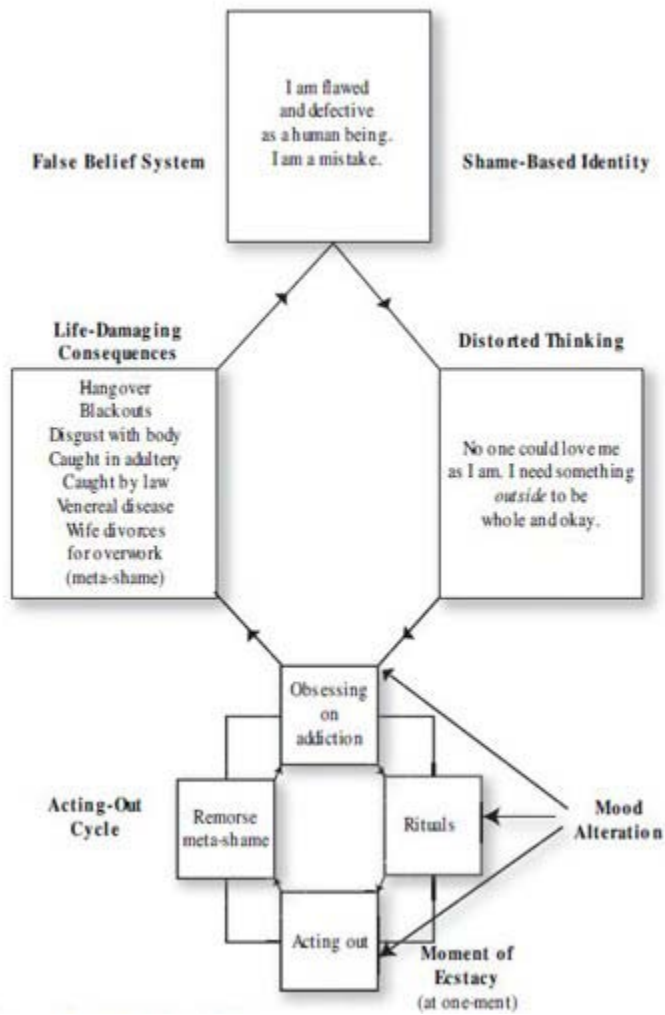 I am flawed
and defective
as a human being.
I am a mistake.
False Belief System
Shame-Based Identity
Life-Damaging
Consequences
Hangover
Blackouts
Disgust with body
Caught in adultery
Caught by law
Venereal disease
Wife divorces
for overwork
(meta-shame)
Distorted Thinking
No one could love me
as I am. I need something
outside to be
whole and okay.
Obsessing
on
addiction
Acting-Out
Cycle
Remorse
meta-shame
Rituals
Mood
Alteration
Acting out
Moment of
Ecstacy
(at one-ment)